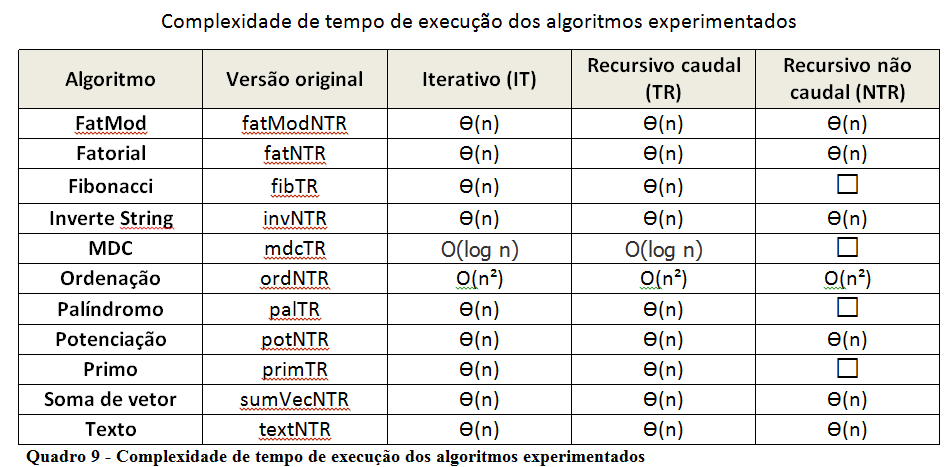 Complexidade de tempo de execução dos algoritmos experimentados
Algoritmo Versão original Iterativo (IT) Recursivo caudal (TR) Recursivo não caudal (NTR)
FatMod fatModNTR Ɵ(n) Ɵ(n) Ɵ(n)
Fatorial fatNTR Ɵ(n) Ɵ(n) Ɵ(n)
Fibonacci fibTR Ɵ(n) Ɵ(n) □
Inverte String invNTR Ɵ(n) Ɵ(n) Ɵ(n)
MDC mdcTR O(log n) O(log n) □
Ordenação ordNTR O(n²) O(n²) O(n²)
Palíndromo palTR Ɵ(n) Ɵ(n) □
Potenciação potNTR Ɵ(n) Ɵ(n) Ɵ(n)
Primo primTR Ɵ(n) Ɵ(n) □
Soma de vetor sumVecNTR Ɵ(n) Ɵ(n) Ɵ(n)
Texto textNTR Ɵ(n) Ɵ(n) Ɵ(n)
Quadro 9 - Complexidade de tempo de execução dos algoritmos experimentados